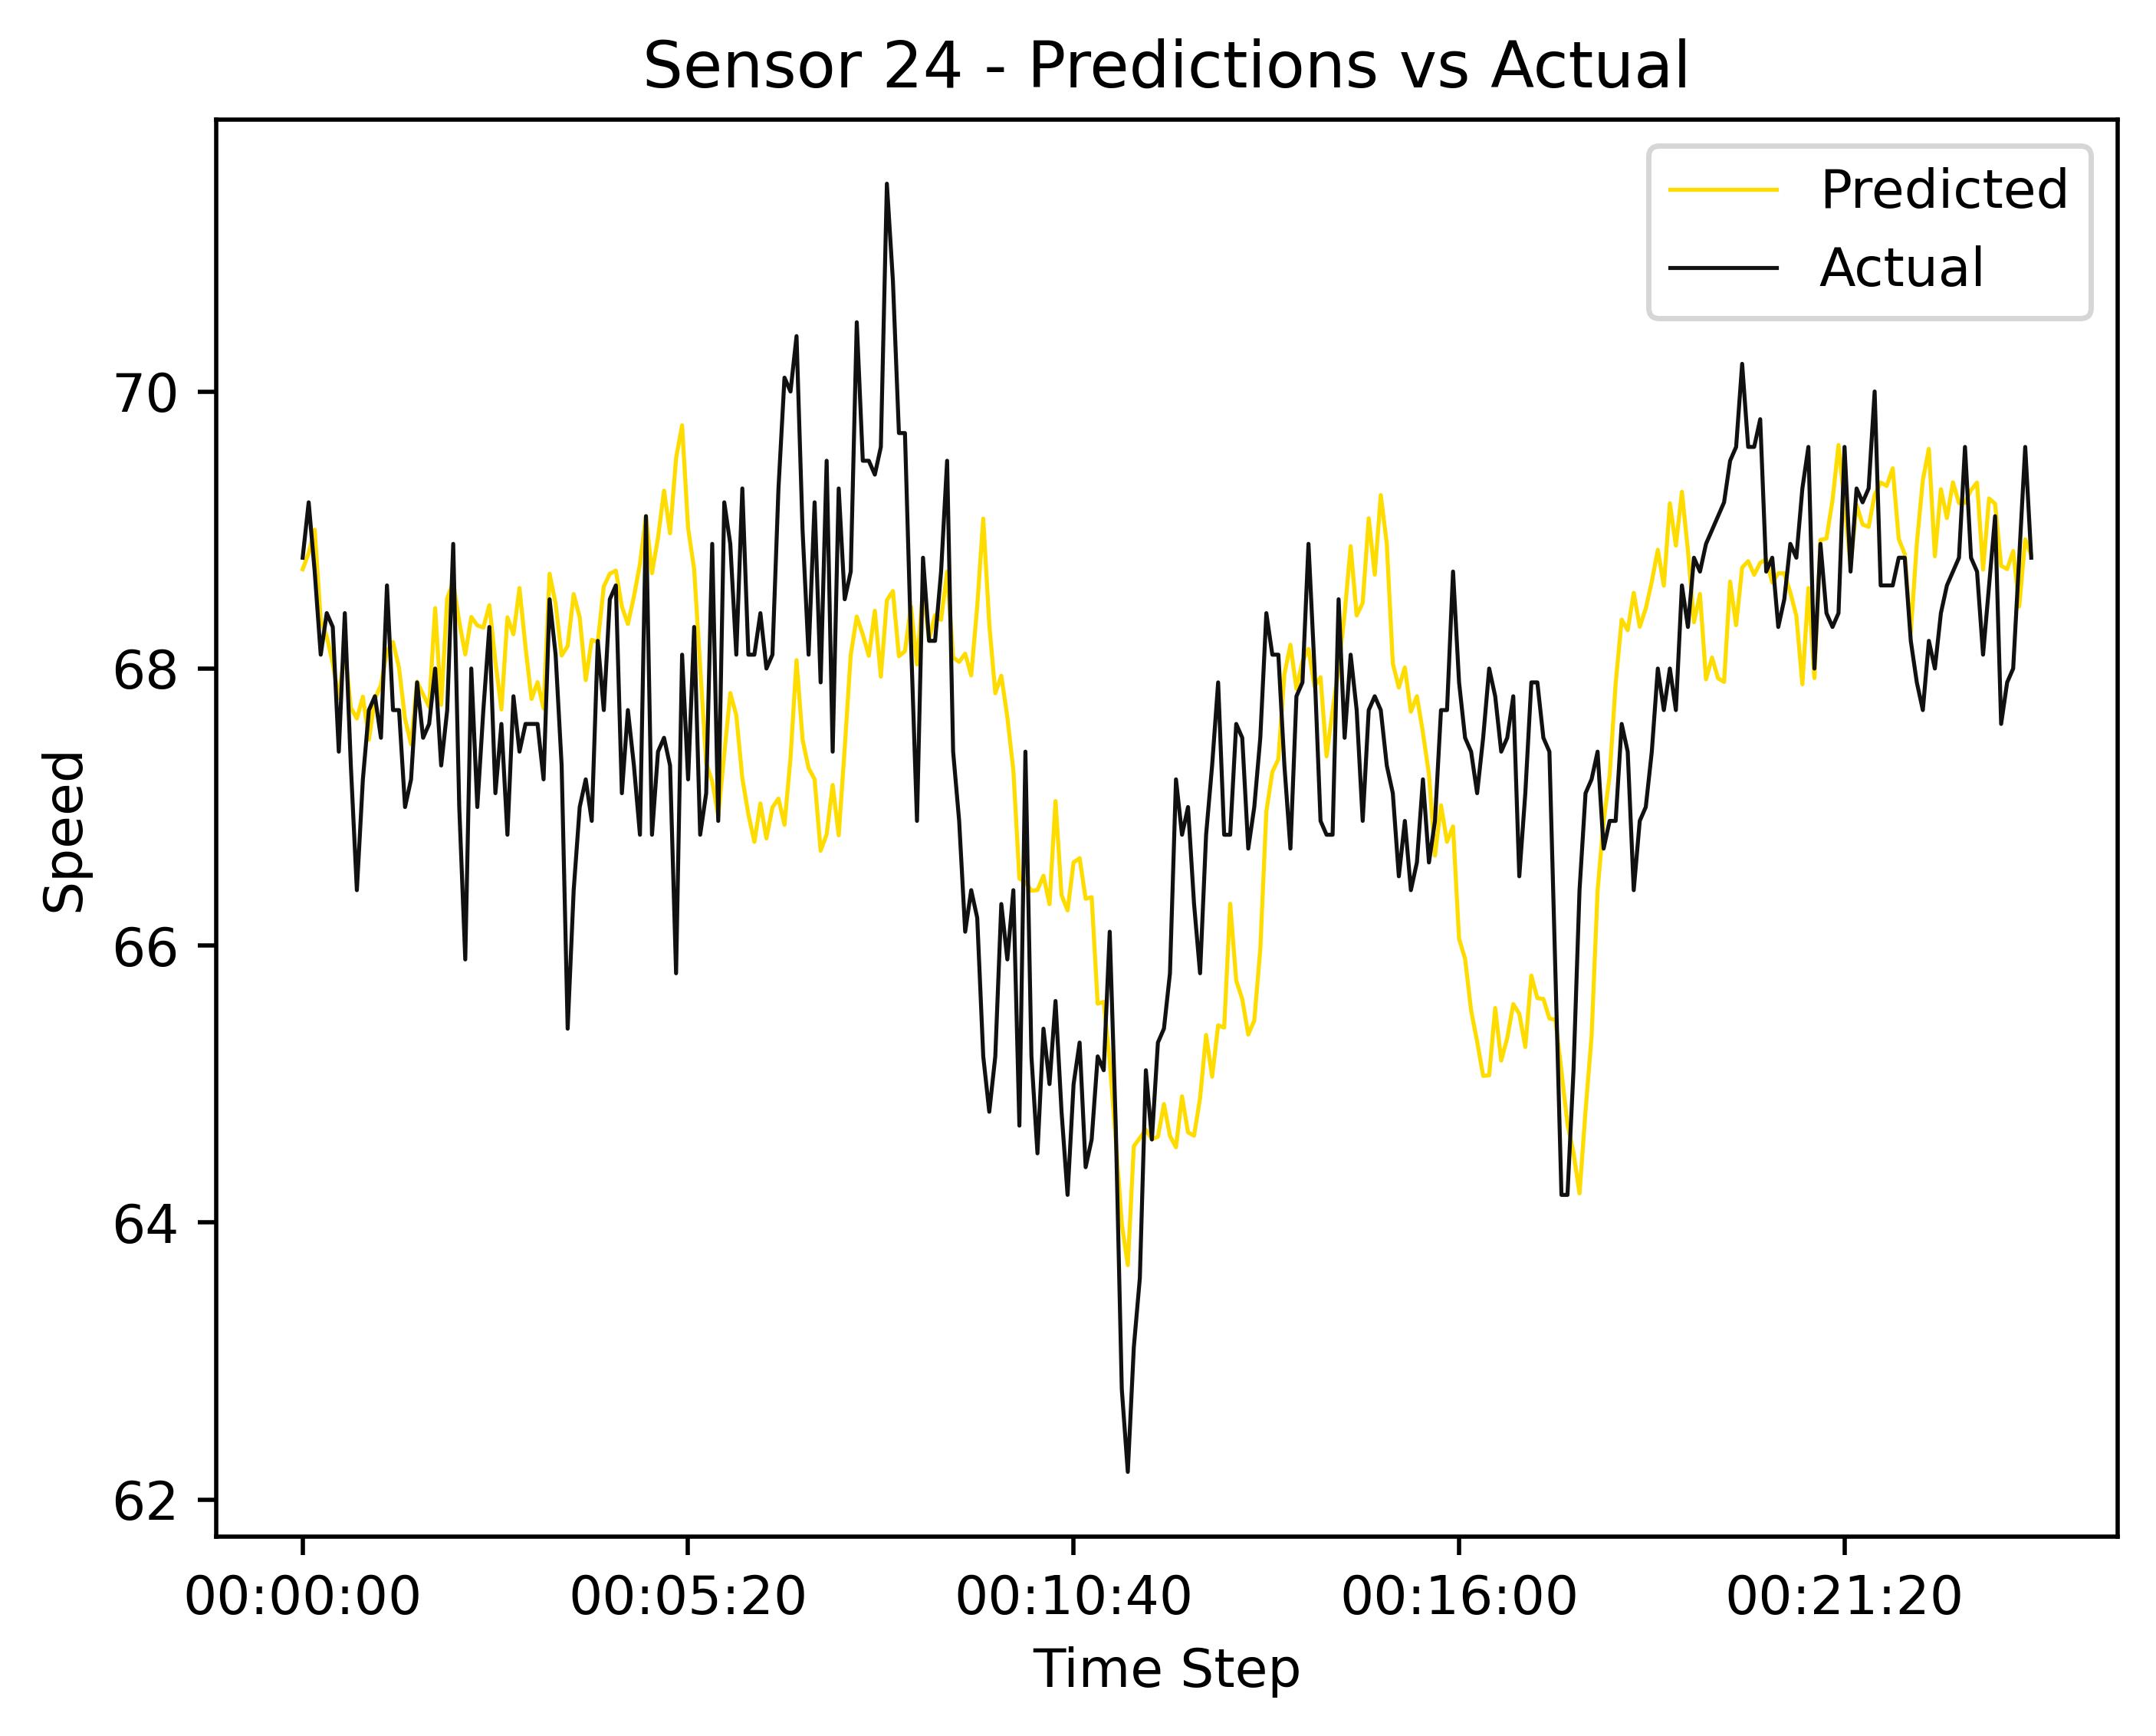 Sensor 24 - Predictions vs Actual
Predicted
Actual
70
68
66
64
62
Speed
00:00:00 00:05:20 00:10:40 00:16:00 00:21:20
Time Step